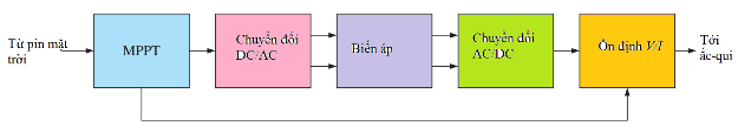 Từ pin mặt
trời
MPPT
Chuyển đổi
DC/AC
Biến áp
Chuyển đổi
AC/DC
Ổn định V/I
Tới
ắc-qui